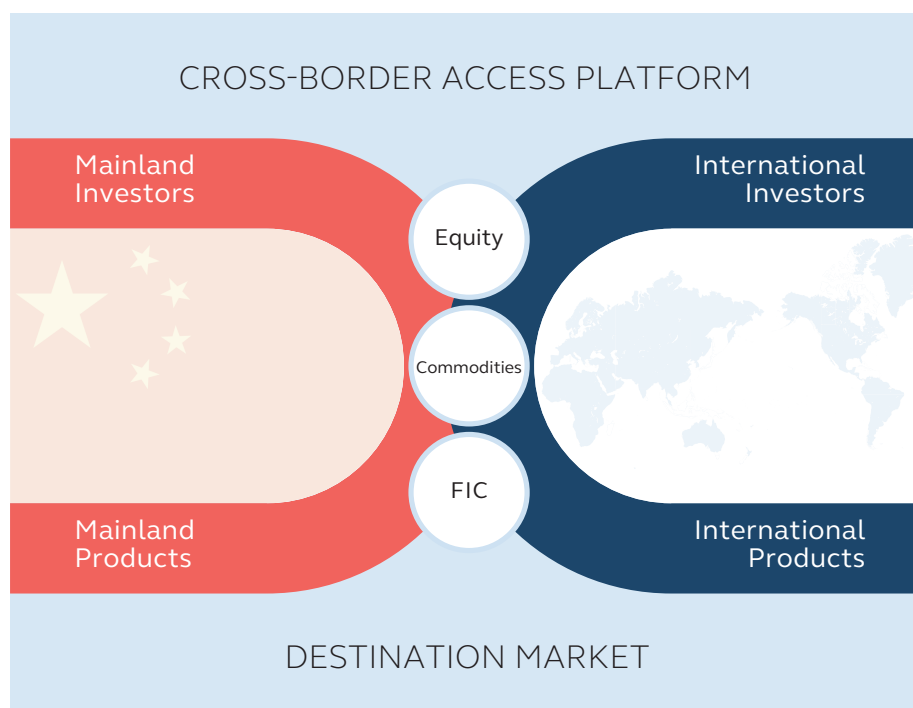 CROSS-BORDER ACCESS PLATFORM
Mainland
Investors
International
Investors
Equity
Commodities
FIC
Mainland
Products
International
Products
DESTINATION MARKET